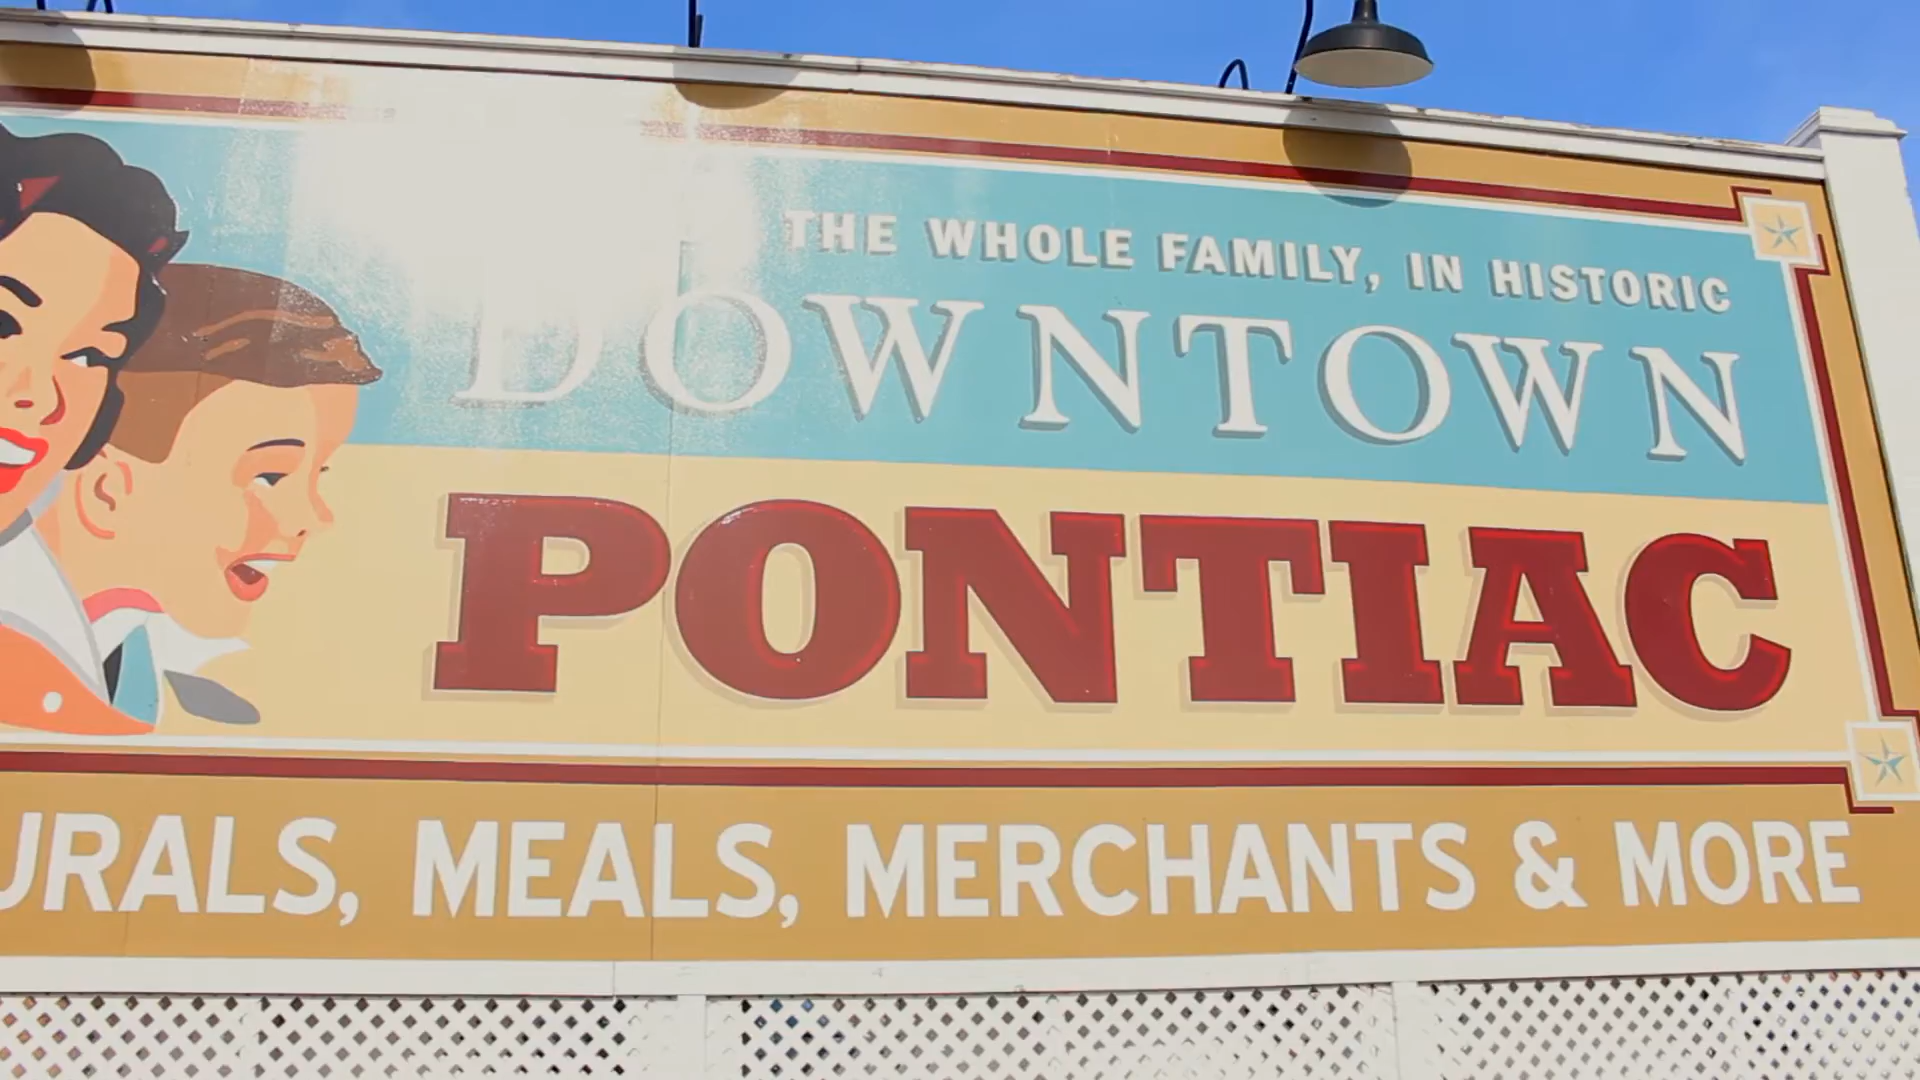 THE WHOLE FAMILY, IN HISTORIC
DOWNTOWN
PONTIAC
URALS, MEALS, MERCHANTS & MORE